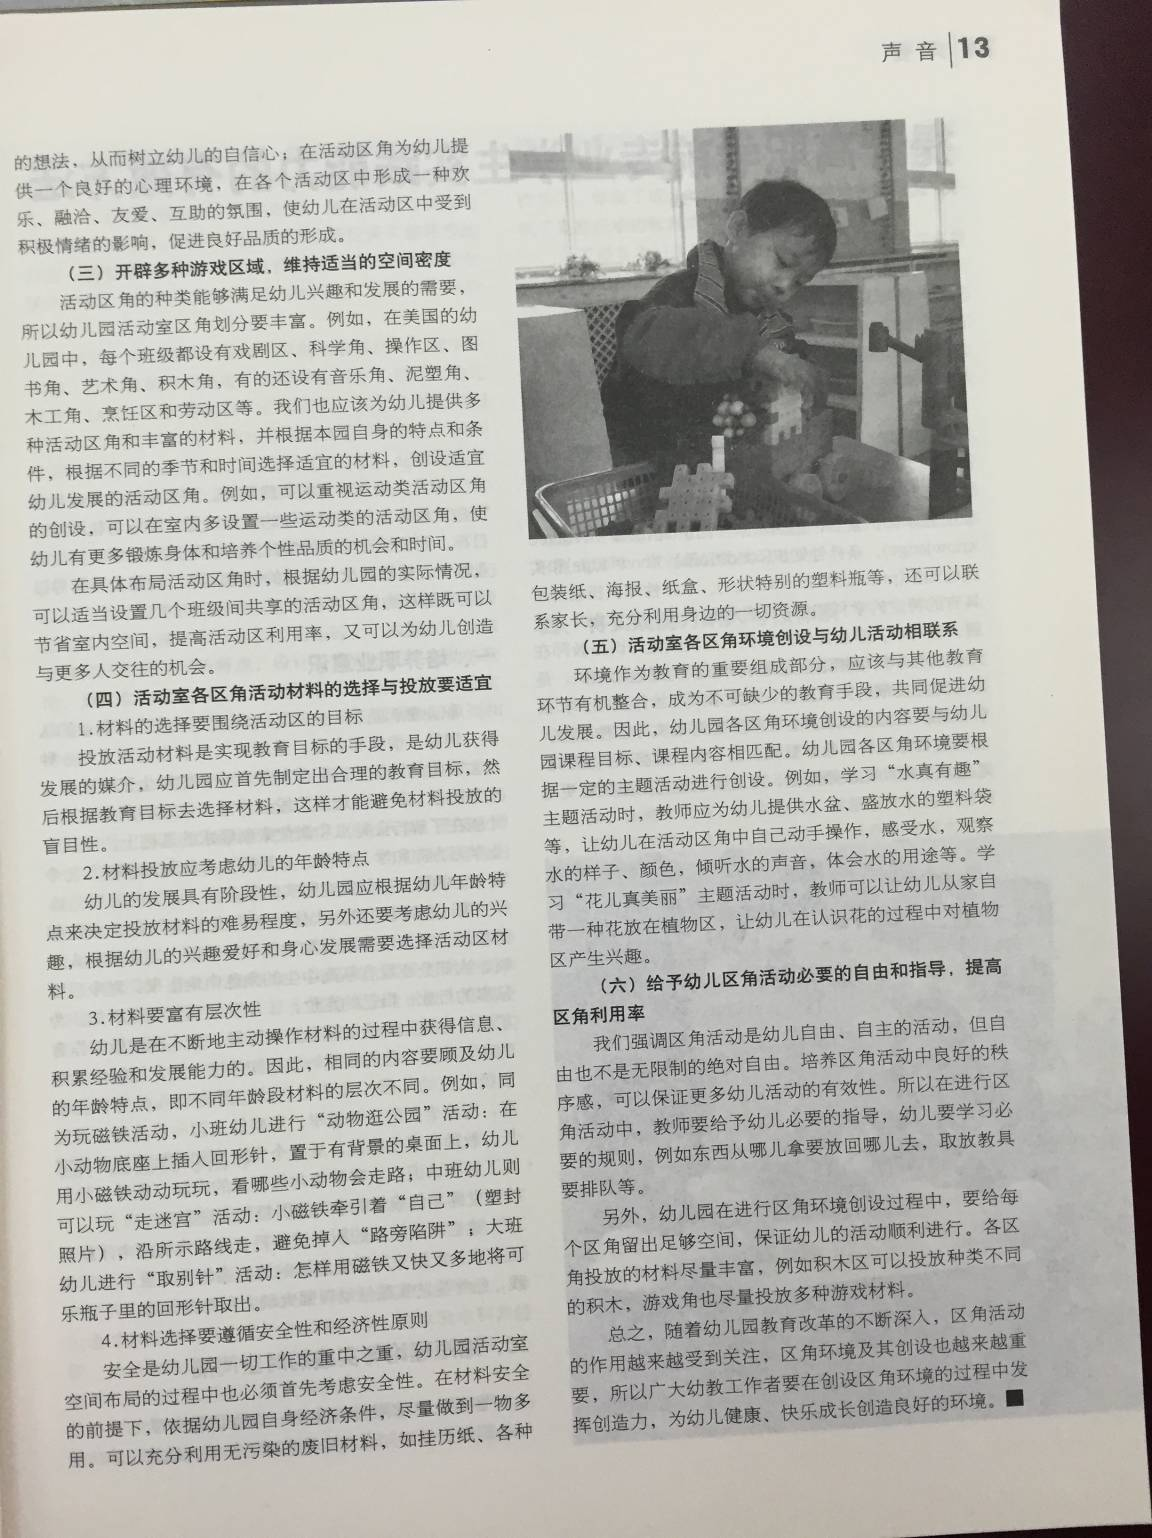 声 音 13
的想法，从而树立幼儿的自信心；在活动区角为幼儿提
供一个良好的心理环境，在各个活动区中形成一种欢
乐、融洽、友爱、互助的氛围，使幼儿在活动区中受到
积极情绪的影响，促进良好品质的形成。
（三）开辟多种游戏区域，维持适当的空间密度
活动区角的种类能够满足幼儿兴趣和发展的需要，
所以幼儿园活动室区角划分要丰富。例如，在美国的幼
儿园中，每个班级都设有戏剧区、科学角、操作区、图
书角、艺术角、积木角，有的还设有音乐角、泥塑角、
木工角、烹饪区和劳动区等。我们也应该为幼儿提供多
种活动区角和丰富的材料，并根据本园自身的特点和条
件，根据不同的季节和时间选择适宜的材料，创设适宜
幼儿发展的活动区角。例如，可以重视运动类活动区角
的创设，可以在室内多设置一些运动类的活动区角，使
幼儿有更多锻炼身体和培养个性品质的机会和时间。
在具体布局活动区角时，根据幼儿园的实际情况，
可以适当设置几个班级间共享的活动区角，这样既可以
节省室内空间，提高活动区利用率，又可以为幼儿创造
与更多人交往的机会。
（四）活动室各区角活动材料的选择与投放要适宜
1.材料的选择要围绕活动区的目标
投放活动材料是实现教育目标的手段，是幼儿获得
发展的媒介，幼儿园应首先制定出合理的教育目标，然
后根据教育目标去选择材料，这样才能避免材料投放的
盲目性。
2.材料投放应考虑幼儿的年龄特点
幼儿的发展具有阶段性，幼儿园应根据幼儿年龄特
点来决定投放材料的难易程度，另外还要考虑幼儿的兴
趣，根据幼儿的兴趣爱好和身心发展需要选择活动区材
料。
3.材料要富有层次性
幼儿是在不断地主动操作材料的过程中获得信息、
积累经验和发展能力的。因此，相同的内容要顾及幼儿
的年龄特点，即不同年龄段材料的层次不同。例如，同
为玩磁铁活动，小班幼儿进行“动物逛公园”活动：在
小动物底座上插入回形针，置于有背景的桌面上，幼儿
用小磁铁动动玩玩，看哪些小动物会走路；中班幼儿则
可以玩“走迷宫”活动：小磁铁牵引着“自己”（塑封
照片），沿所示路线走，避免掉入“路旁陷阱”；大班
幼儿进行“取别针”活动：怎样用磁铁又快又多地将可
乐瓶子里的回形针取出。
4.材料选择要遵循安全性和经济性原则
安全是幼儿园一切工作的重中之重，幼儿园活动室
空间布局的过程中也必须首先考虑安全性。在材料安全
的前提下，依据幼儿园自身经济条件，尽量做到一物多
用。可以充分利用无污染的废旧材料，如挂历纸、各种
包装纸、海报、纸盒、形状特别的塑料瓶等，还可以联
系家长，充分利用身边的一切资源。
（五）活动室各区角环境创设与幼儿活动相联系
环境作为教育的重要组成部分，应该与其他教育
环节有机整合，成为不可缺少的教育手段，共同促进幼
儿发展。因此，幼儿园各区角环境创设的内容要与幼儿
园课程目标、课程内容相匹配。幼儿园各区角环境要根
据一定的主题活动进行创设。例如，学习“水真有趣”
主题活动时，教师应为幼儿提供水盆、盛放水的塑料袋
等，让幼儿在活动区角中自己动手操作，感受水，观察
水的样子、颜色，倾听水的声音，体会水的用途等。学
习“花儿真美丽”主题活动时，教师可以让幼儿从家自
带一种花放在植物区，让幼儿在认识花的过程中对植物
区产生兴趣。
（六）给予幼儿区角活动必要的自由和指导，提高
区角利用率
我们强调区角活动是幼儿自由、自主的活动，但自
由也不是无限制的绝对自由。培养区角活动中良好的秩
序感，可以保证更多幼儿活动的有效性。所以在进行区
角活动中，教师要给予幼儿必要的指导，幼儿要学习必
要的规则，例如东西从哪儿拿要放回哪儿去，取放教具
要排队等。
另外，幼儿园在进行区角环境创设过程中，要给每
个区角留出足够空间，保证幼儿的活动顺利进行。各区
角投放的材料尽量丰富，例如积木区可以投放种类不同
的积木，游戏角也尽量投放多种游戏材料。
总之，随着幼儿园教育改革的不断深入，区角活动
的作用越来越受到关注，区角环境及其创设也越来越重
要，所以广大幼教工作者要在创设区角环境的过程中发
挥创造力，为幼儿健康、快乐成长创造良好的环境。■